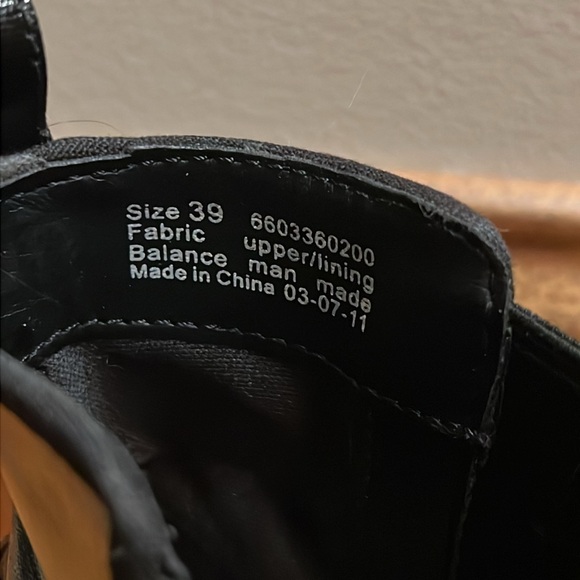 Size 39 6603360200
Fabric upper/lining
Balance man made
Made in China 03-07-11